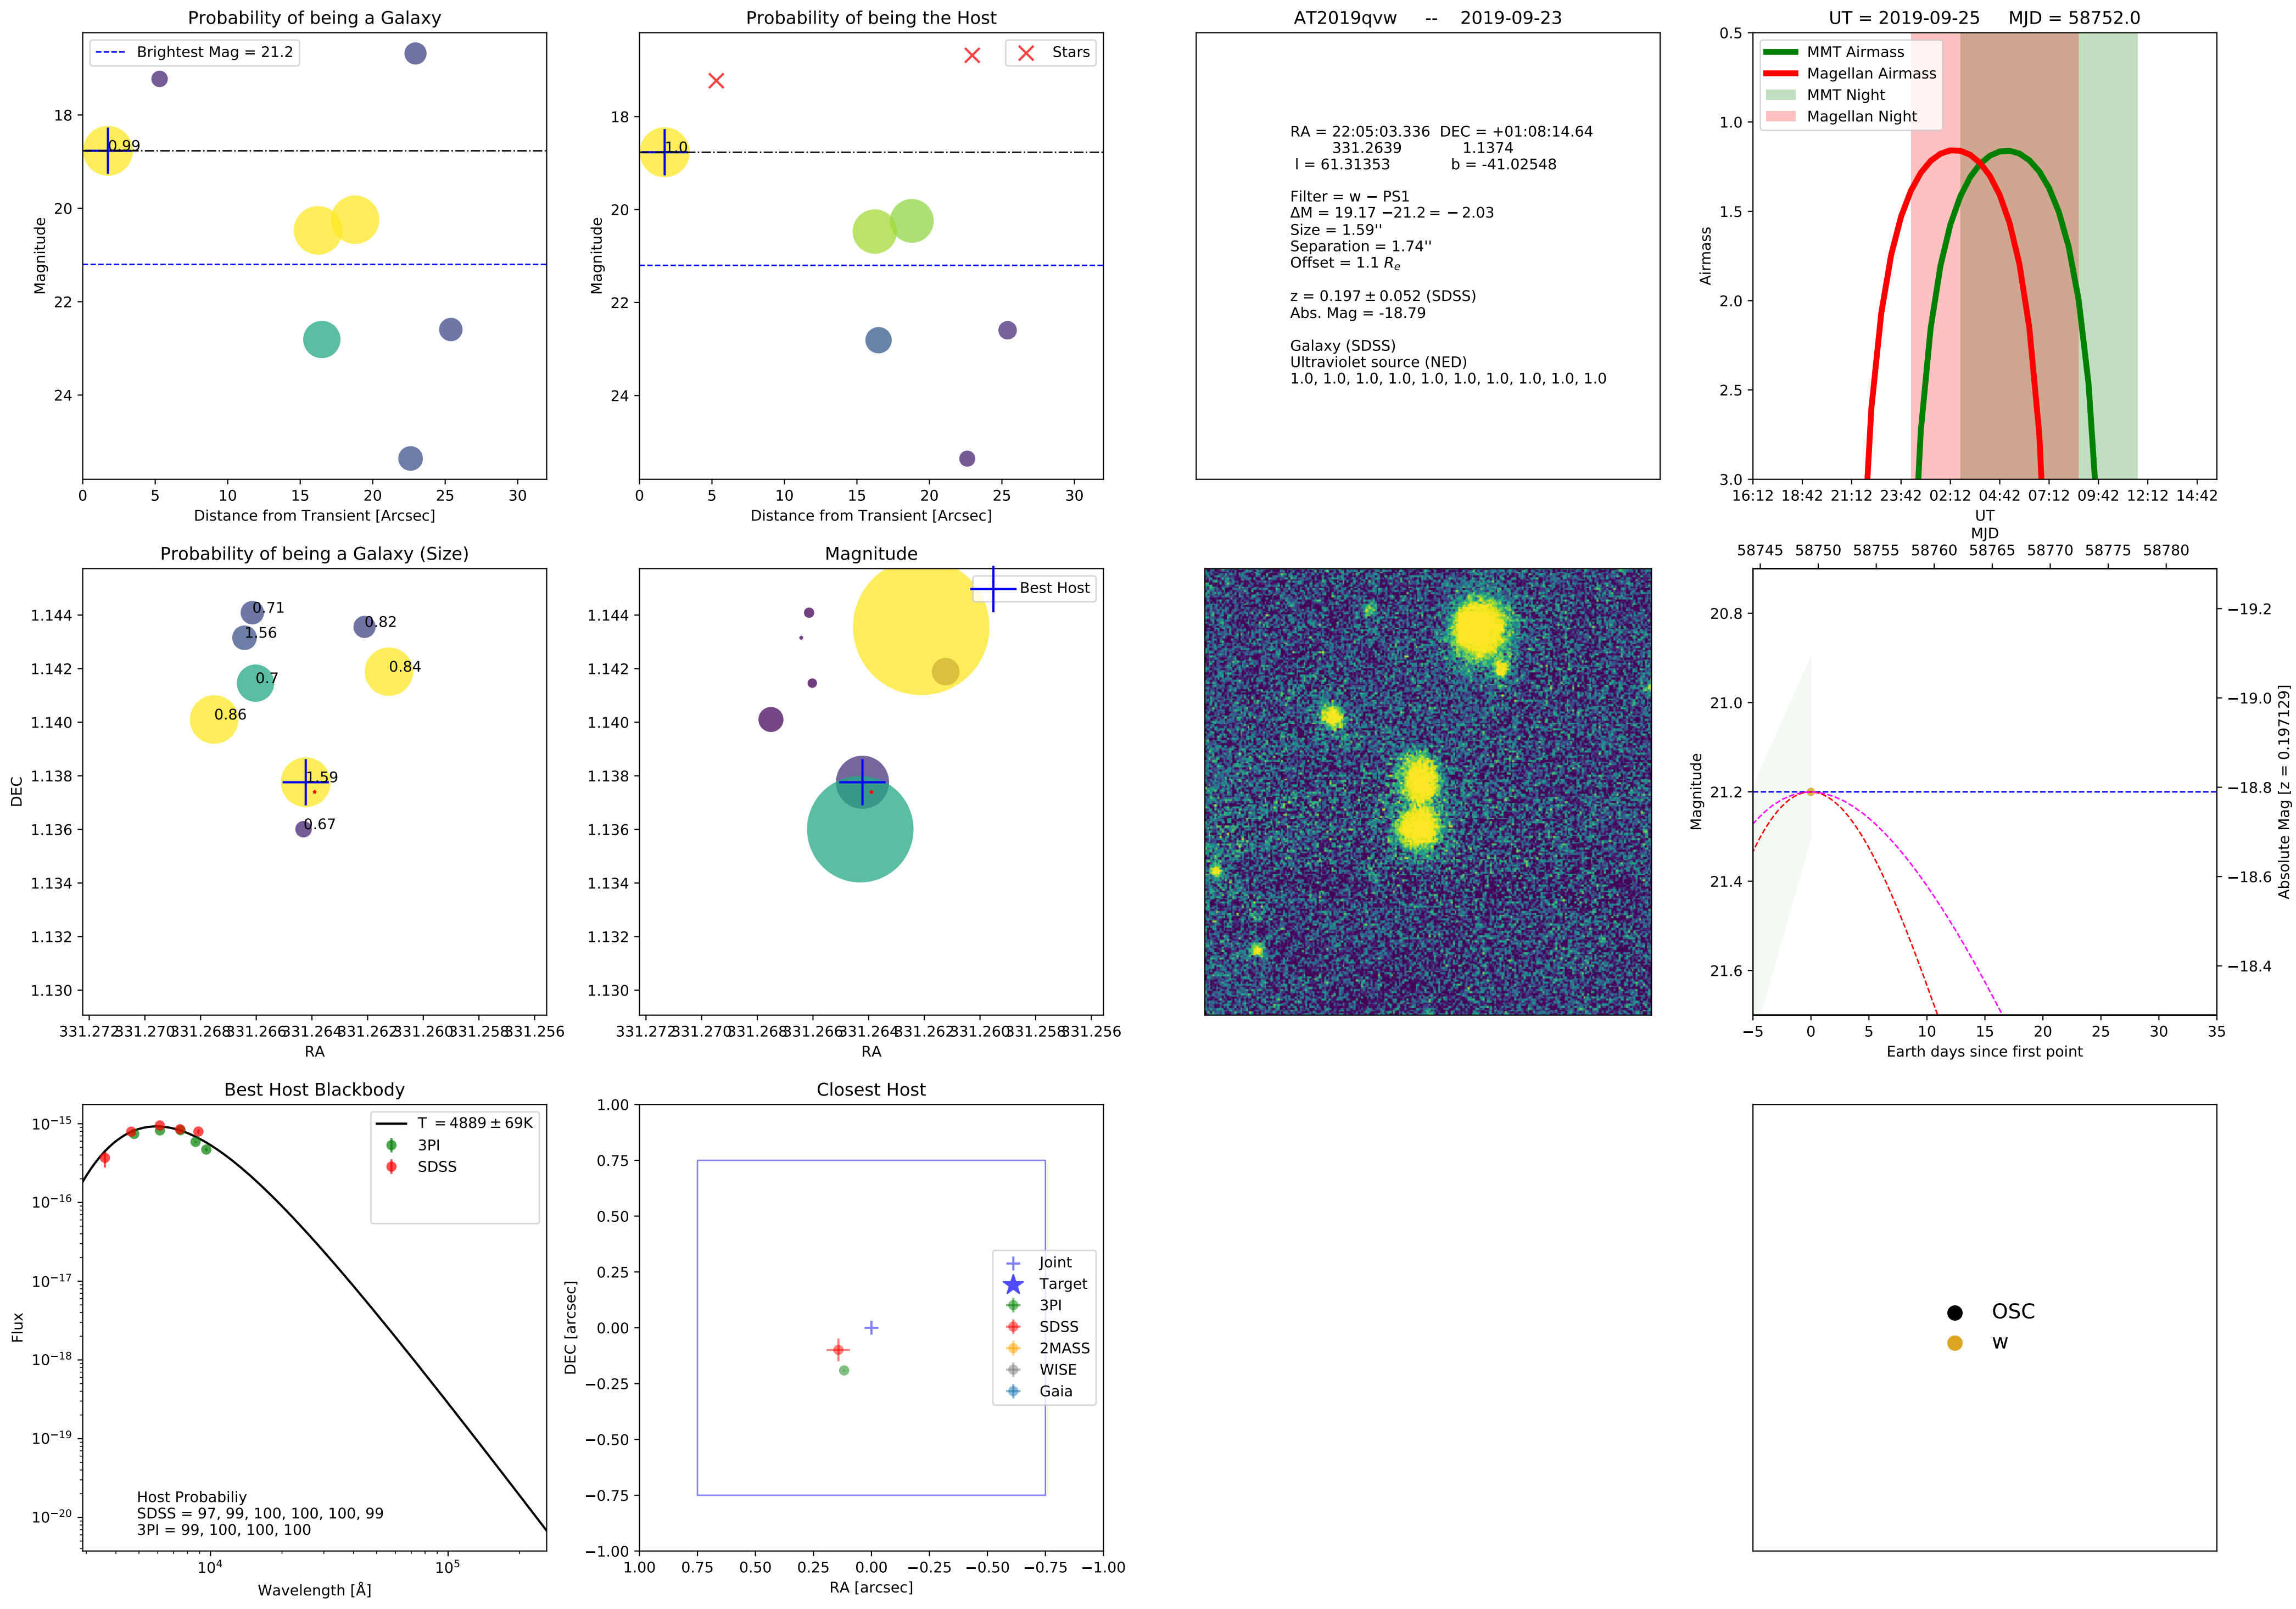 Probability of being a Galaxy
Brightest Mag = 21.2
0.99
18
20
22
24
Magnitude
0 5 10 15 20 25 30
Distance from Transient [Arcsec]
Probability of being the Host
Stars
1.0
18
20
22
24
Magnitude
0 5 10 15 20 25 30
Distance from Transient [Arcsec]
AT2019qvw -- 2019-09-23
RA = 22:05:03.336 DEC = +01:08:14.64
331.2639 1.1374
l = 61.31353 b = -41.02548
Filter = w − PS1
ΔM = 19.17 −21.2 = − 2.03
Size = 1.59''
Separation = 1.74''
Offset = 1.1 Re
z = 0.197 ± 0.052 (SDSS)
Abs. Mag = -18.79
Galaxy (SDSS)
Ultraviolet source (NED)
1.0, 1.0, 1.0, 1.0, 1.0, 1.0, 1.0, 1.0, 1.0, 1.0
UT = 2019-09-25 MJD = 58752.0
MMT Airmass
Magellan Airmass
MMT Night
Magellan Night
0.5
1.0
1.5
2.0
2.5
3.0
Airmass
16:12 18:42 21:12 23:42 02:12 04:42 07:12 09:42 12:12 14:42
UT
Probability of being a Galaxy (Size)
0.71
1.56
0.82
0.84
0.7
0.86
1.59
0.67
1.144
1.142
1.140
1.138
1.136
1.134
1.132
1.130
DEC
331.272 331.270 331.268 331.266 331.264 331.262 331.260 331.258 331.256
RA
Magnitude
Best Host
1.144
1.142
1.140
1.138
1.136
1.134
1.132
1.130
331.272 331.270 331.268 331.266 331.264 331.262 331.260 331.258 331.256
RA
MJD
58745 58750 58755 58760 58765 58770 58775 58780
20.8
21.0
21.2
21.4
21.6
Magnitude
−19.2
−19.0
−18.8
−18.6
−18.4
Absolute Mag [z = 0.197129]
−5 0 5 10 15 20 25 30 35
Earth days since first point
Best Host Blackbody
T = 4889 ± 69K
3PI
SDSS
10−15
10−16
10−17
10−18
10−19
10−20
Flux
Host Probabiliy
SDSS = 97, 99, 100, 100, 100, 99
3PI = 99, 100, 100, 100
104 105
Wavelength [Å]
Closest Host
Joint
Target
3PI
SDSS
2MASS
WISE
Gaia
1.00
0.75
0.50
0.25
0.00
−0.25
−0.50
−0.75
−1.00
DEC [arcsec]
1.00 0.75 0.50 0.25 0.00 −0.25 −0.50 −0.75 −1.00
RA [arcsec]
OSC
w